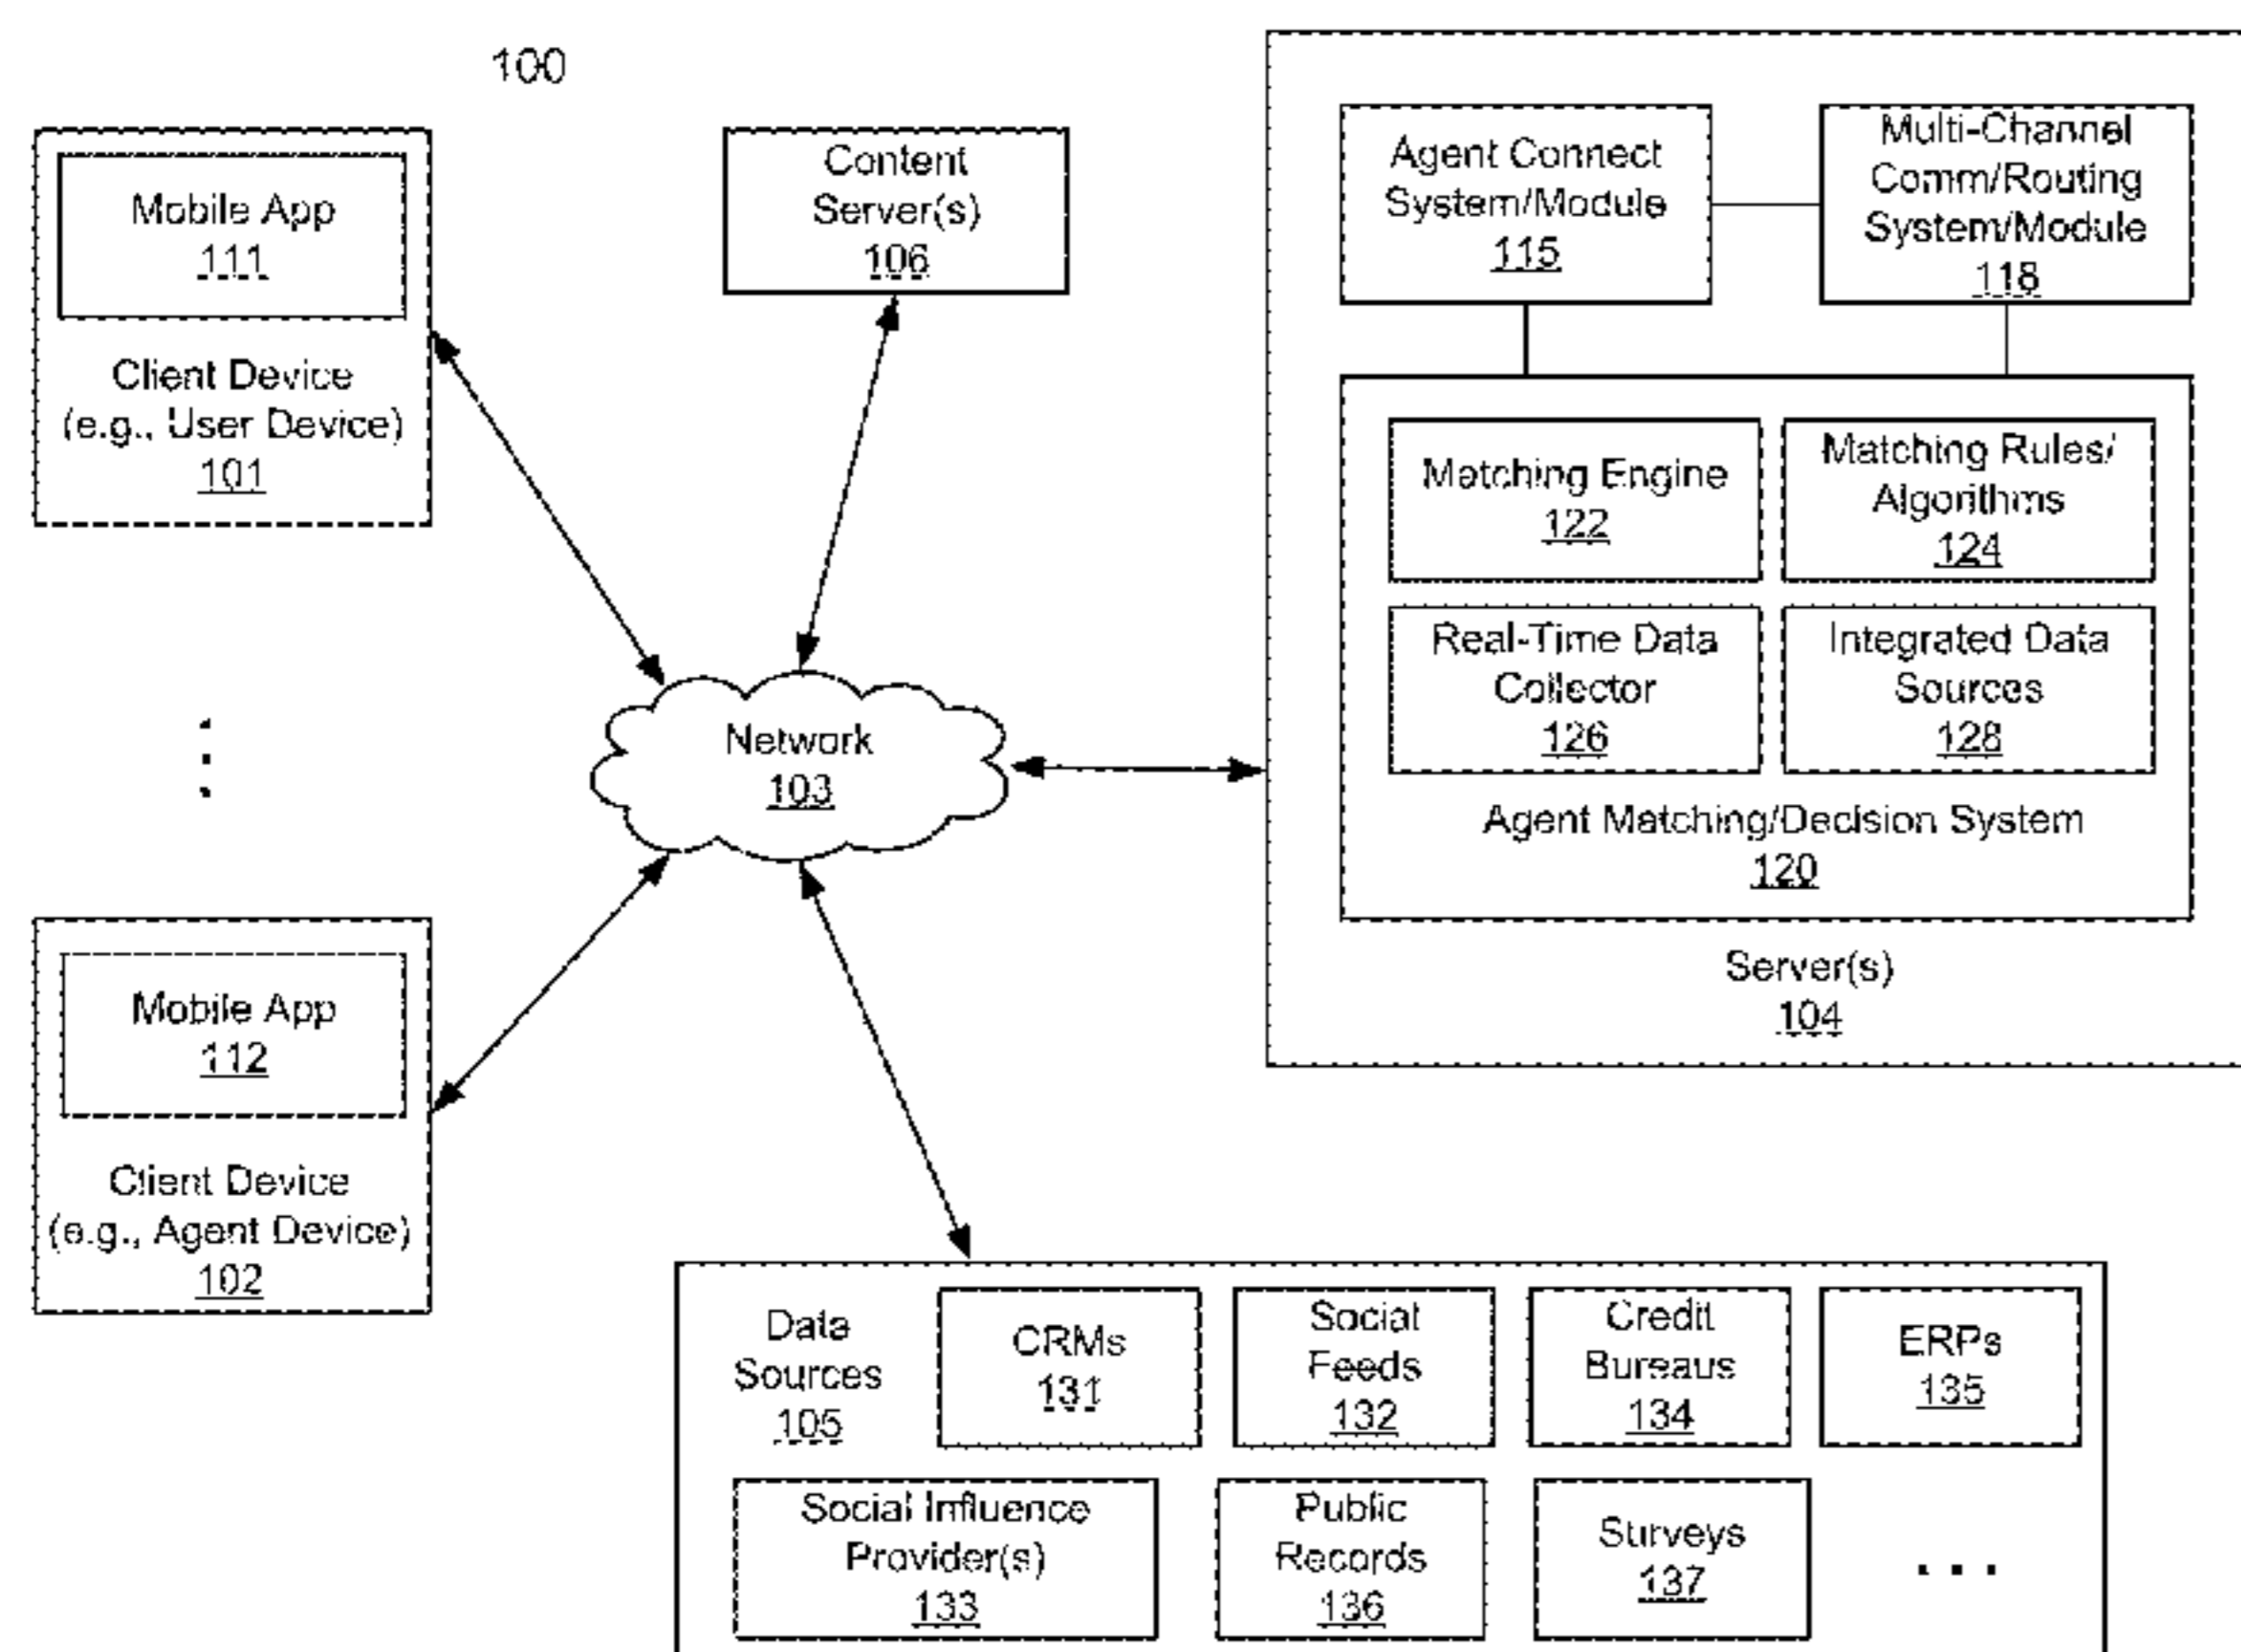 100
Mobile App
111
Client Device
(e.g., User Device)
101
Content
Server(s)
106
Agent Connect
System/Module
115
Multi-Channel
Comm/Routing
System/Module
118
Matching Engine
122
Matching Rules/
Algorithms
124
Real-Time Data
Collector
126
Integrated Data
Sources
128
Agent Matching/Decision System
120
Server(s)
104
Network
103
Mobile App
112
Client Device
(e.g., Agent Device)
102
Data
Sources
105
CRMs
131
Social
Feeds
132
Credit
Bureaus
134
ERPs
135
Social Influence
Provider(s)
133
Public
Records
136
Surveys
137